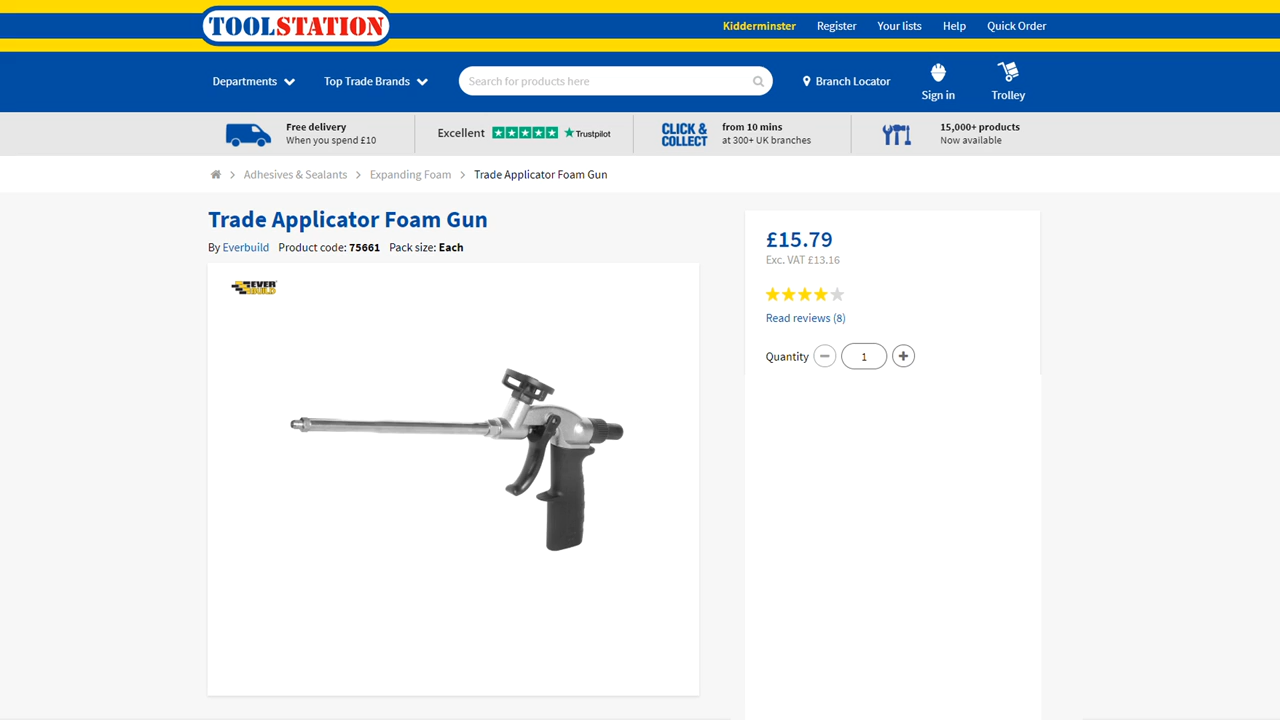 TOOLSTATION
Kidderminster Register Your lists Help Quick Order
Departments Top Trade Brands Search for products here Branch Locator Sign in Trolley
Free delivery
When you spend £10
Excellent Trustpilot
CLICK & COLLECT
from 10 mins
at 300+ UK branches
15,000+ products
Now available
Adhesives & Sealants Expanding Foam Trade Applicator Foam Gun
Trade Applicator Foam Gun
By Everbuild Product code: 75661 Pack size: Each
EVER
BUILD
£15.79
Exc. VAT £13.16
Read reviews (8)
Quantity 1